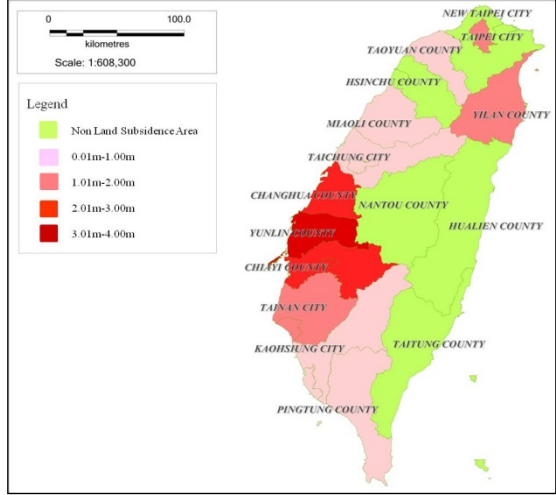 0 100.0
kilometres
Scale: 1:608,300
Legend
Non Land Subsidence Area
0.01m-1.00m
1.01m-2.00m
2.01m-3.00m
3.01m-4.00m
NEW TAIPEI CITY
TAIPEI CITY
TAOYUAN COUNTY
HSINCHU COUNTY
YILAN COUNTY
MIAOLI COUNTY
TAICHUNG CITY
CHANGHUA COUNTY
NANTOU COUNTY
HUALIEN COUNTY
YUNLIN COUNTY
CHIAYI COUNTY
TAINAN CITY
KAOHSIUNG CITY
TAITUNG COUNTY
PINGTUNG COUNTY